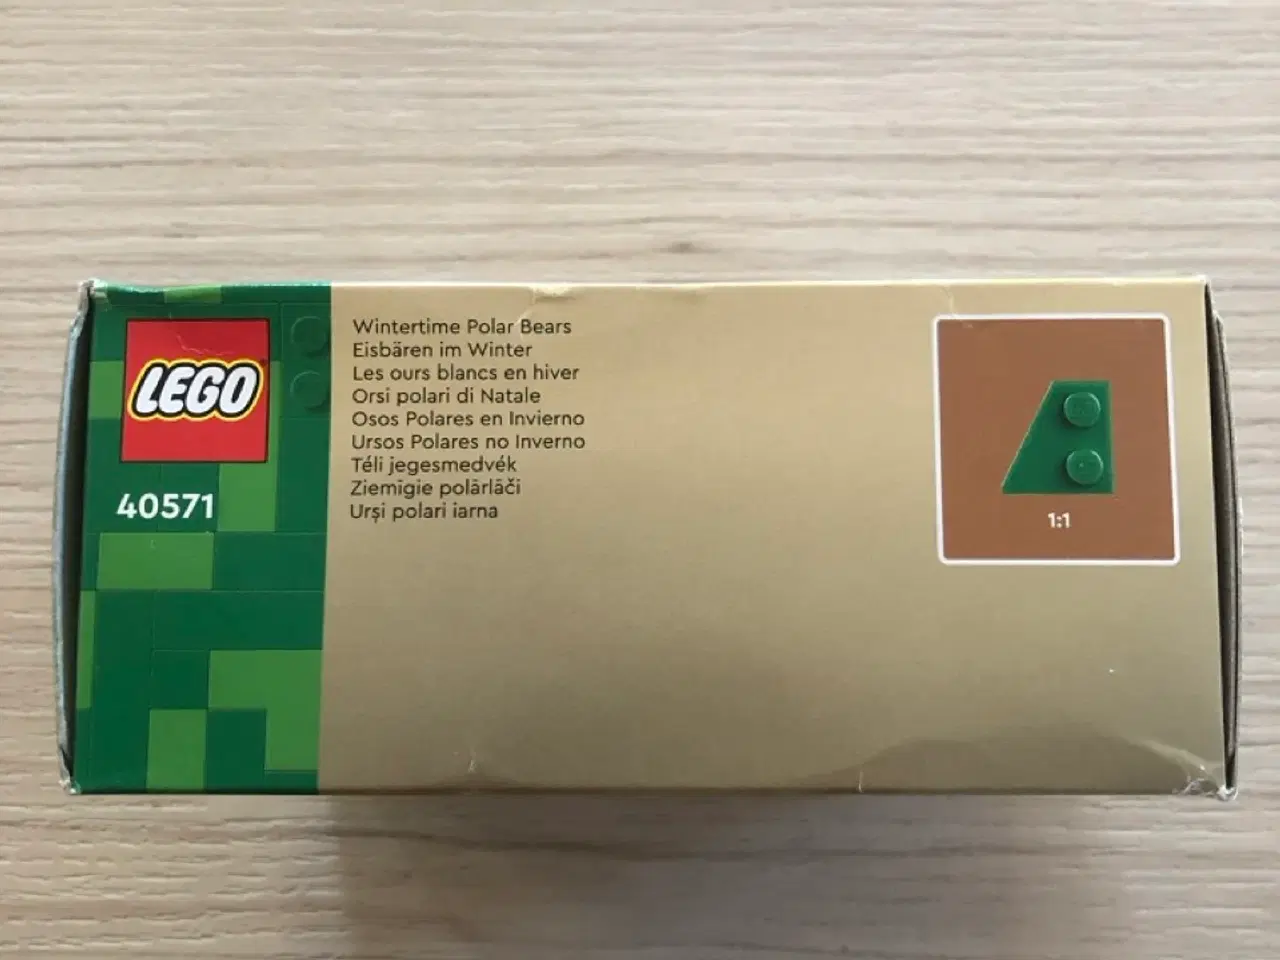 LEGO
40571
Wintertime Polar Bears
Eisbären im Winter
Les ours blancs en hiver
Orsi polari di Natale
Osos Polares en Invierno
Ursos Polares no Inverno
Téli jegesmedvék
Ziemīgie polārlāči
Urși polari iarna
1:1